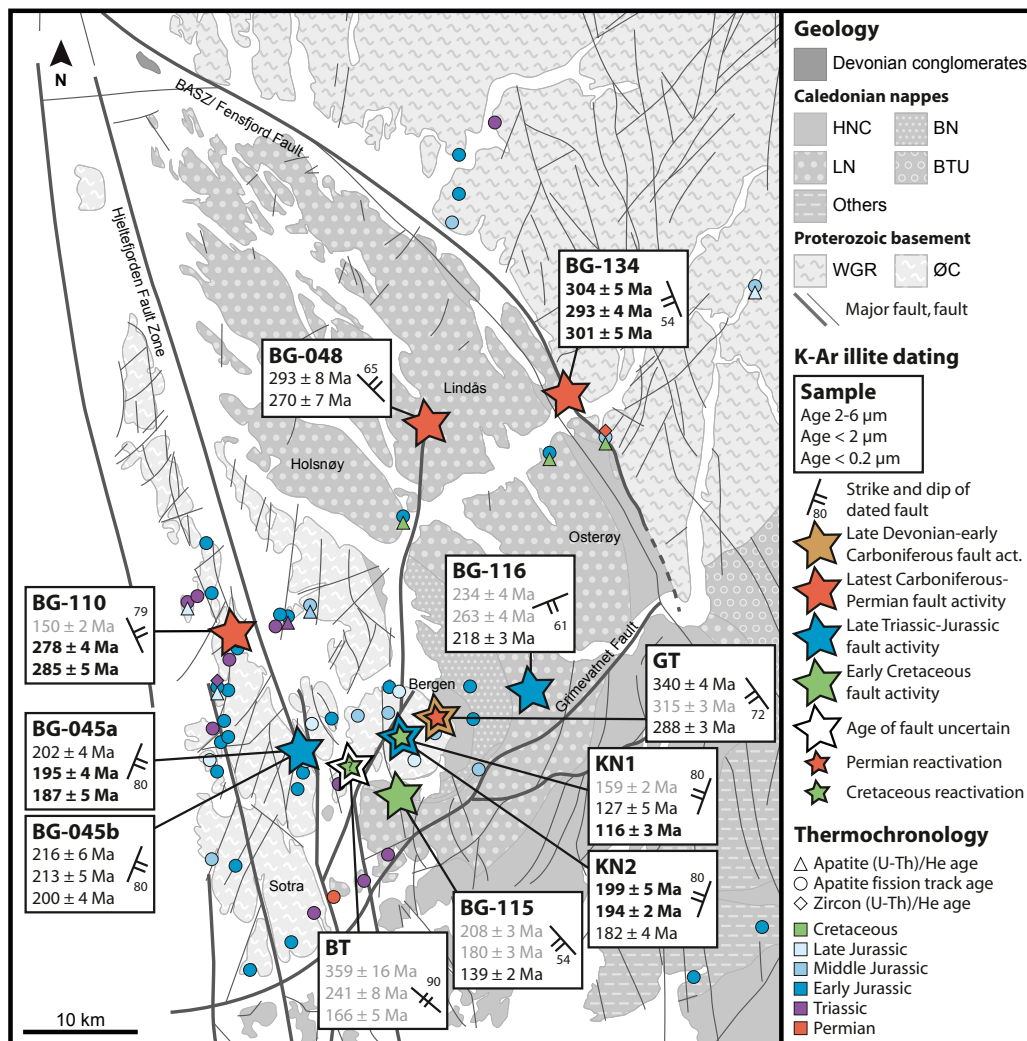 N
BASZ/ Fensfjord Fault
Hjeltefjorden Fault Zone
BG-134
304 ± 5 Ma
293 ± 4 Ma
301 ± 5 Ma
54
BG-048
293 ± 8 Ma
270 ± 7 Ma
65
Lindås
Holsnøy
Osterøy
BG-116
234 ± 4 Ma
263 ± 4 Ma
218 ± 3 Ma
61
BG-110
150 ± 2 Ma
278 ± 4 Ma
285 ± 5 Ma
79
Grimevatnet Fault
GT
340 ± 4 Ma
315 ± 3 Ma
288 ± 3 Ma
72
Bergen
BG-045a
202 ± 4 Ma
195 ± 4 Ma
187 ± 5 Ma
80
KN1
159 ± 2 Ma
127 ± 5 Ma
116 ± 3 Ma
80
BG-045b
216 ± 6 Ma
213 ± 5 Ma
200 ± 4 Ma
80
KN2
199 ± 5 Ma
194 ± 2 Ma
182 ± 4 Ma
80
Sotra
BG-115
208 ± 3 Ma
180 ± 3 Ma
139 ± 2 Ma
54
BT
359 ± 16 Ma
241 ± 8 Ma
166 ± 5 Ma
90
10 km
Geology
Devonian conglomerates
Caledonian nappes
HNC
BN
LN
BTU
Others
Proterozoic basement
WGR
ØC
Major fault, fault
K-Ar illite dating
Sample
Age 2-6 μm
Age < 2 μm
Age < 0.2 μm
80
Strike and dip of
dated fault
Late Devonian-early
Carboniferous fault act.
Latest Carboniferous-
Permian fault activity
Late Triassic-Jurassic
fault activity
Early Cretaceous
fault activity
Age of fault uncertain
Permian reactivation
Cretaceous reactivation
Thermochronology
Apatite (U-Th)/He age
Apatite fission track age
Zircon (U-Th)/He age
Cretaceous
Late Jurassic
Middle Jurassic
Early Jurassic
Triassic
Permian